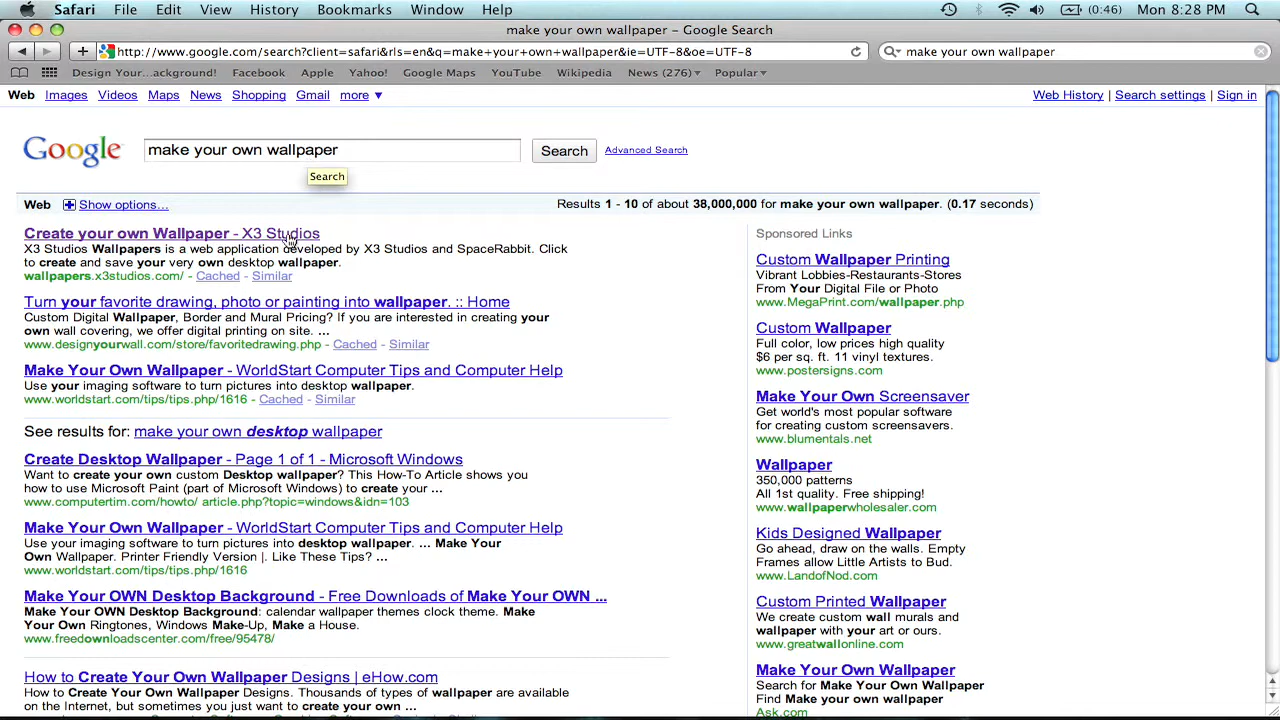 Safari File Edit View History Bookmarks Window Help (0:46) Mon 8:28 PM
make your own wallpaper – Google Search
http://www.google.com/search?client=safari&rls=en&q=make+your+own+wallpaper&ie=UTF-8&oe=UTF-8 make your own wallpaper
Design Your...ackground! Facebook Apple Yahoo! Google Maps YouTube Wikipedia News (276)▾ Popular▾
Web Images Videos Maps News Shopping Gmail more ▼ Web History | Search settings | Sign in
Google make your own wallpaper Search Advanced Search
Search
Web Show options... Results 1 - 10 of about 38,000,000 for make your own wallpaper. (0.17 seconds)
Create your own Wallpaper - X3 Studios
X3 Studios Wallpapers is a web application developed by X3 Studios and SpaceRabbit. Click
to create and save your very own desktop wallpaper.
wallpapers.x3studios.com/ - Cached - Similar
Turn your favorite drawing, photo or painting into wallpaper. :: Home
Custom Digital Wallpaper, Border and Mural Pricing? If you are interested in creating your
own wall covering, we offer digital printing on site. ...
www.designyourwall.com/store/favoritedrawing.php - Cached - Similar
Make Your Own Wallpaper - WorldStart Computer Tips and Computer Help
Use your imaging software to turn pictures into desktop wallpaper.
www.worldstart.com/tips/tips.php/1616 - Cached - Similar
See results for: make your own desktop wallpaper
Create Desktop Wallpaper - Page 1 of 1 - Microsoft Windows
Want to create your own custom Desktop wallpaper? This How-To Article shows you
how to use Microsoft Paint (part of Microsoft Windows) to create your ...
www.computertim.com/howto/ article.php?topic=windows&idn=103
Make Your Own Wallpaper - WorldStart Computer Tips and Computer Help
Use your imaging software to turn pictures into desktop wallpaper. ... Make Your
Own Wallpaper. Printer Friendly Version |. Like These Tips? ...
www.worldstart.com/tips/tips.php/1616
Make Your OWN Desktop Background - Free Downloads of Make Your OWN ...
Make Your OWN Desktop Background: calendar wallpaper themes clock theme. Make
Your Own Ringtones, Windows Make-Up, Make a House.
www.freedownloadscenter.com/free/95478/
How to Create Your Own Wallpaper Designs | eHow.com
How to Create Your Own Wallpaper Designs. Thousands of types of wallpaper are available
on the Internet, but sometimes you just want to create your own ...
Sponsored Links
Custom Wallpaper Printing
Vibrant Lobbies-Restaurants-Stores
From Your Digital File or Photo
www.MegaPrint.com/wallpaper.php
Custom Wallpaper
Full color, low prices high quality
$6 per sq. ft. 11 vinyl textures.
www.postersigns.com
Make Your Own Screensaver
Get world's most popular software
for creating custom screensavers.
www.blumentals.net
Wallpaper
350,000 patterns
All 1st quality. Free shipping!
www.wallpaperwholesaler.com
Kids Designed Wallpaper
Go ahead, draw on the walls. Empty
Frames allow Little Artists to Bud.
www.LandofNod.com
Custom Printed Wallpaper
We create custom wall murals and
wallpaper with your art or ours.
www.greatwallonline.com
Make Your Own Wallpaper
Search for Make Your Own Wallpaper
Find Make your own wallpaper
Ask.com